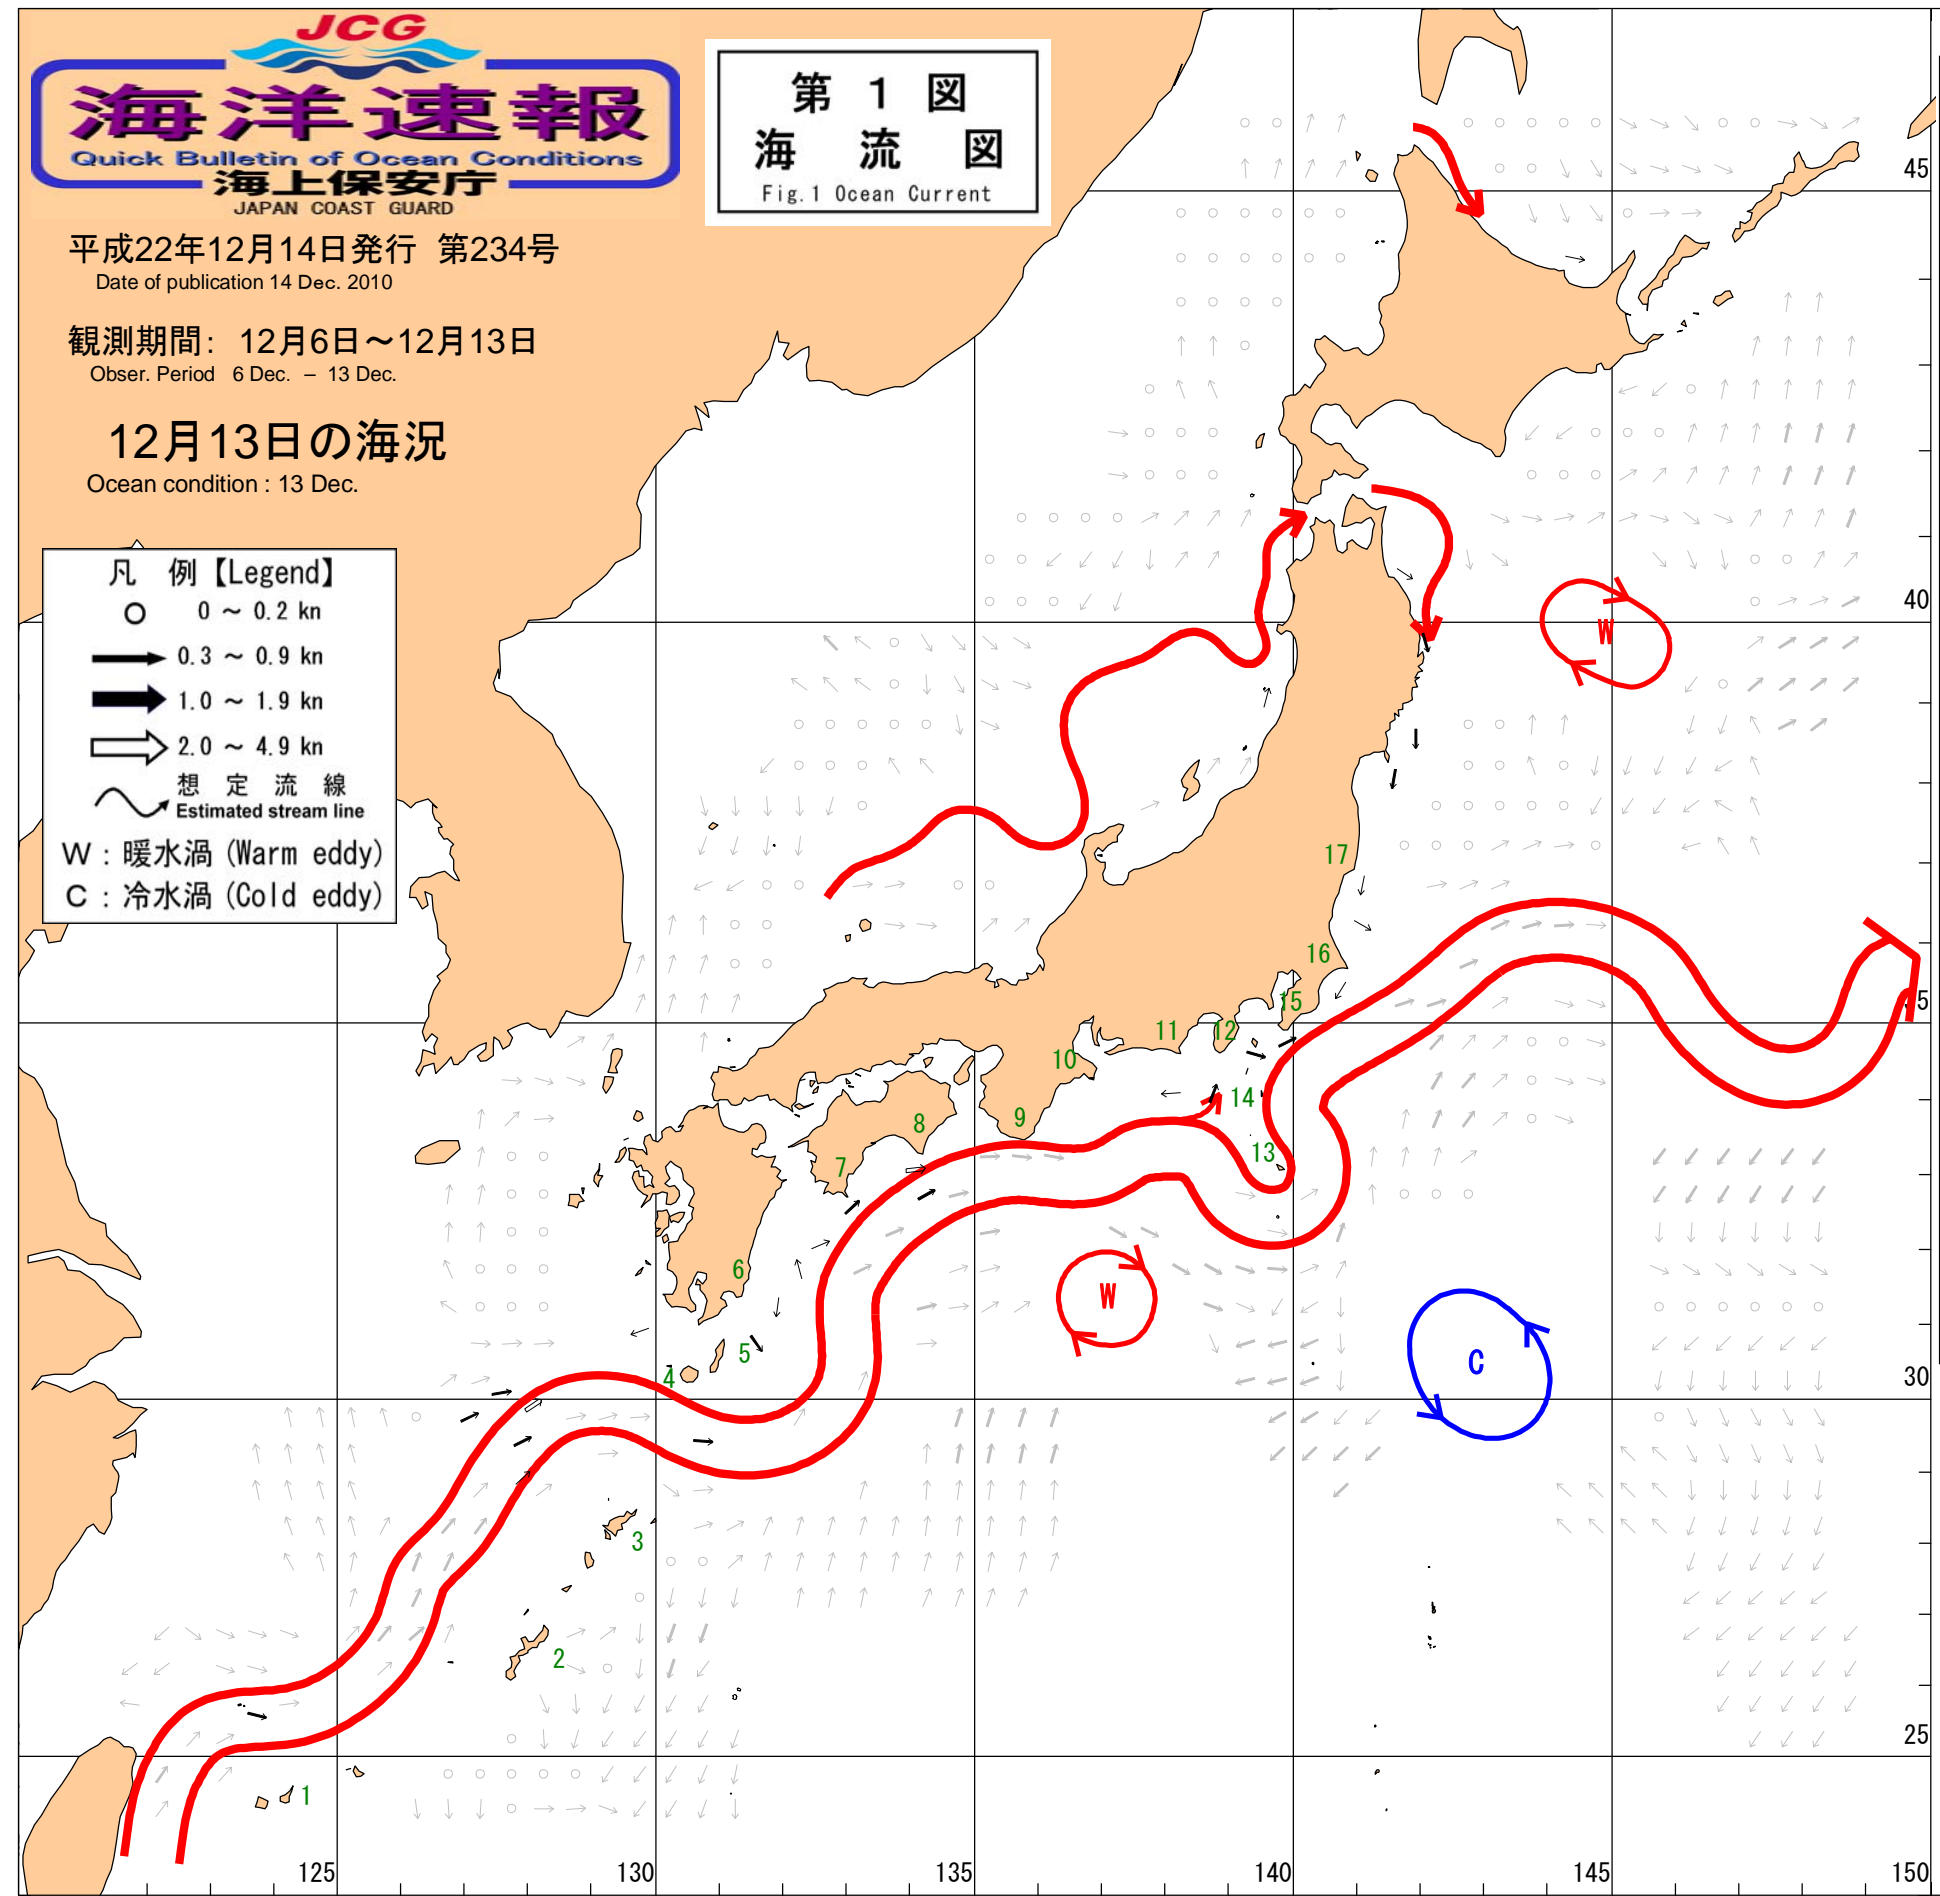 JCG
海洋速報
Quick Bulletin of Ocean Conditions
海上保安庁
JAPAN COAST GUARD
第 1 図
海 流 図
Fig.1 Ocean Current
平成22年12月14日発行 第234号
Date of publication 14 Dec. 2010
観測期間: 12月6日~12月13日
Obser. Period 6 Dec. – 13 Dec.
12月13日の海況
Ocean condition : 13 Dec.
凡 例【Legend】
0 ~ 0.2 kn
0.3 ~ 0.9 kn
1.0 ~ 1.9 kn
2.0 ~ 4.9 kn
想 定 流 線
Estimated stream line
W : 暖水渦 (Warm eddy)
C : 冷水渦 (Cold eddy)
45
40
W
17
16
15
5
12
11
10
14
9
8
13
7
6
W
C
5
4
30
3
2
25
1
125
130
135
140
145
150